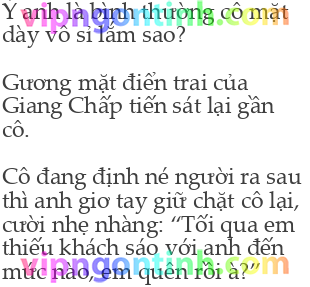 vipngontinh.com
Ý anh là bình thường cô mặt
dày vô sỉ lắm sao?
Gương mặt điển trai của
Giang Chấp tiến sát lại gần
cô.
Cô đang định né người ra sau
thì anh giơ tay giữ chặt cô lại,
cười nhẹ nhàng: “Tối qua em
thiếu khách sáo với anh đến
mức nào, em quên rồi à?”
vipngontinh.com